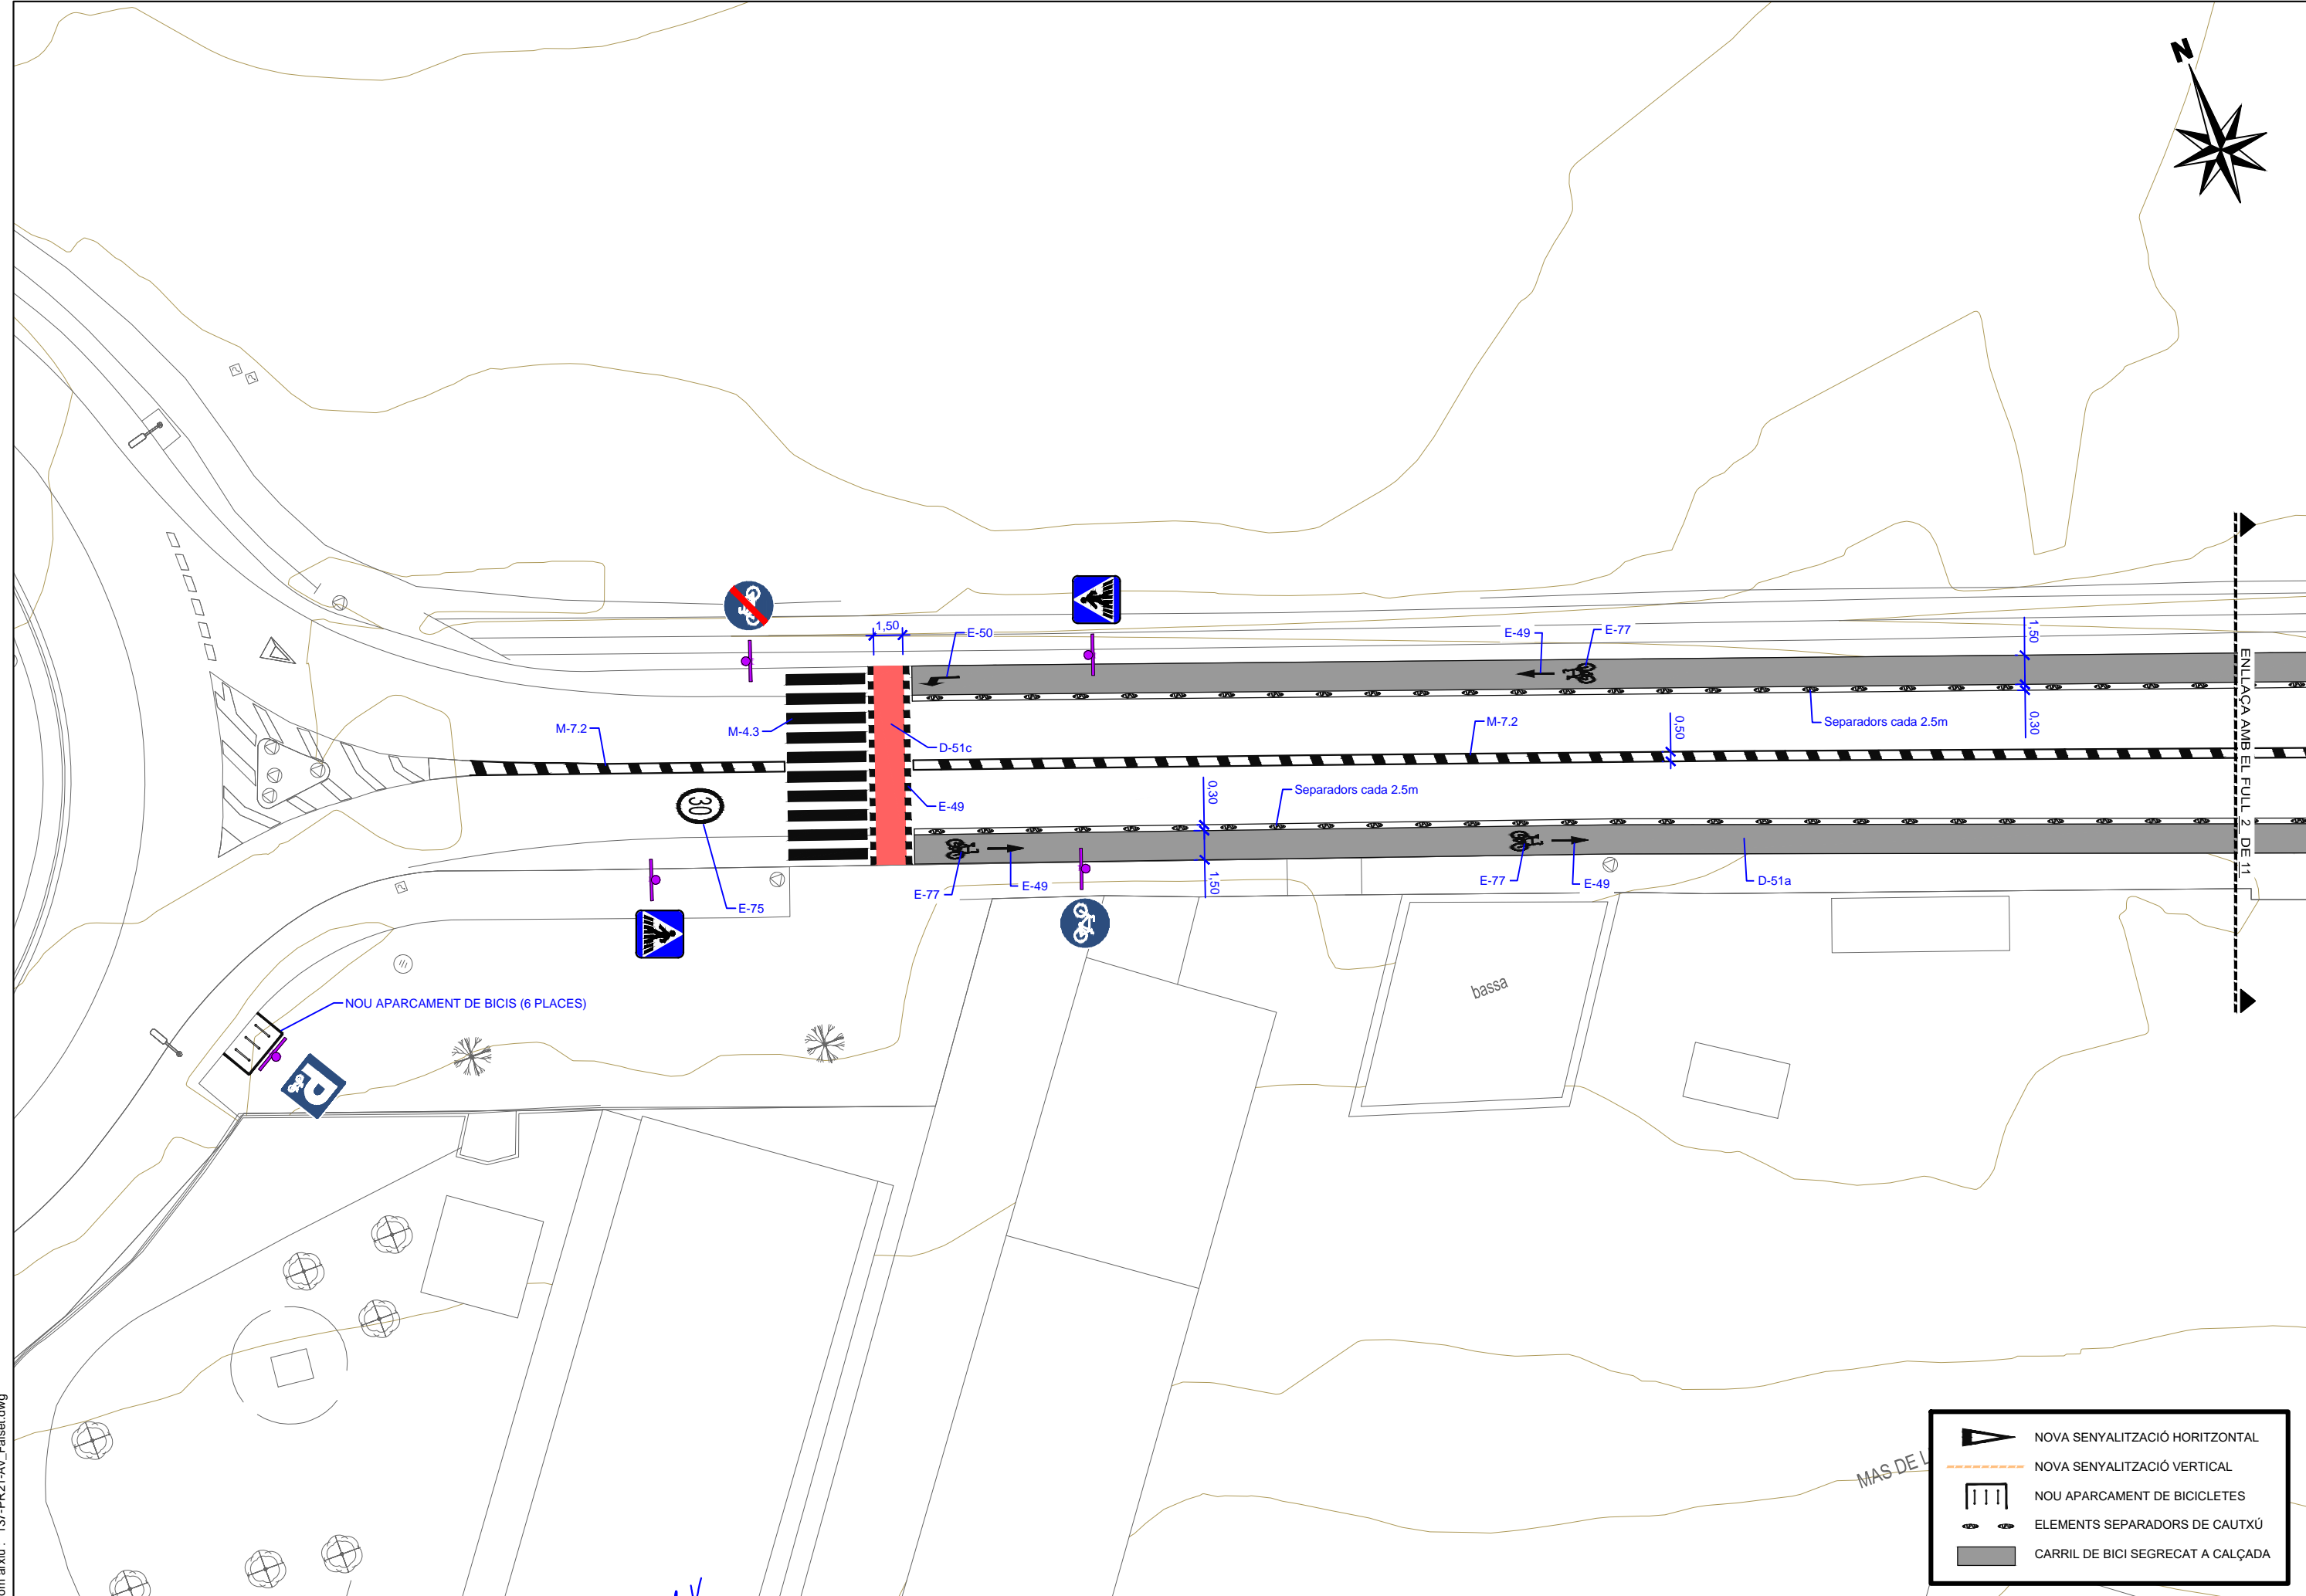 N
1,50
E-50
E-49
E-77
1,50
ENLLAÇA AMB EL FULL 2 DE 11
M-7.2
M-4.3
D-51c
M-7.2
0,50
Separadors cada 2.5m
0,30
30
E-49
0,30
Separadors cada 2.5m
E-77
E-49
1,50
E-77
E-49
D-51a
E-75
bassa
NOU APARCAMENT DE BICIS (6 PLACES)
P
MAS DE L
NOVA SENYALITZACIÓ HORITZONTAL
NOVA SENYALITZACIÓ VERTICAL
NOU APARCAMENT DE BICICLETES
ELEMENTS SEPARADORS DE CAUTXÚ
CARRIL DE BICI SEGRECAT A CALÇADA